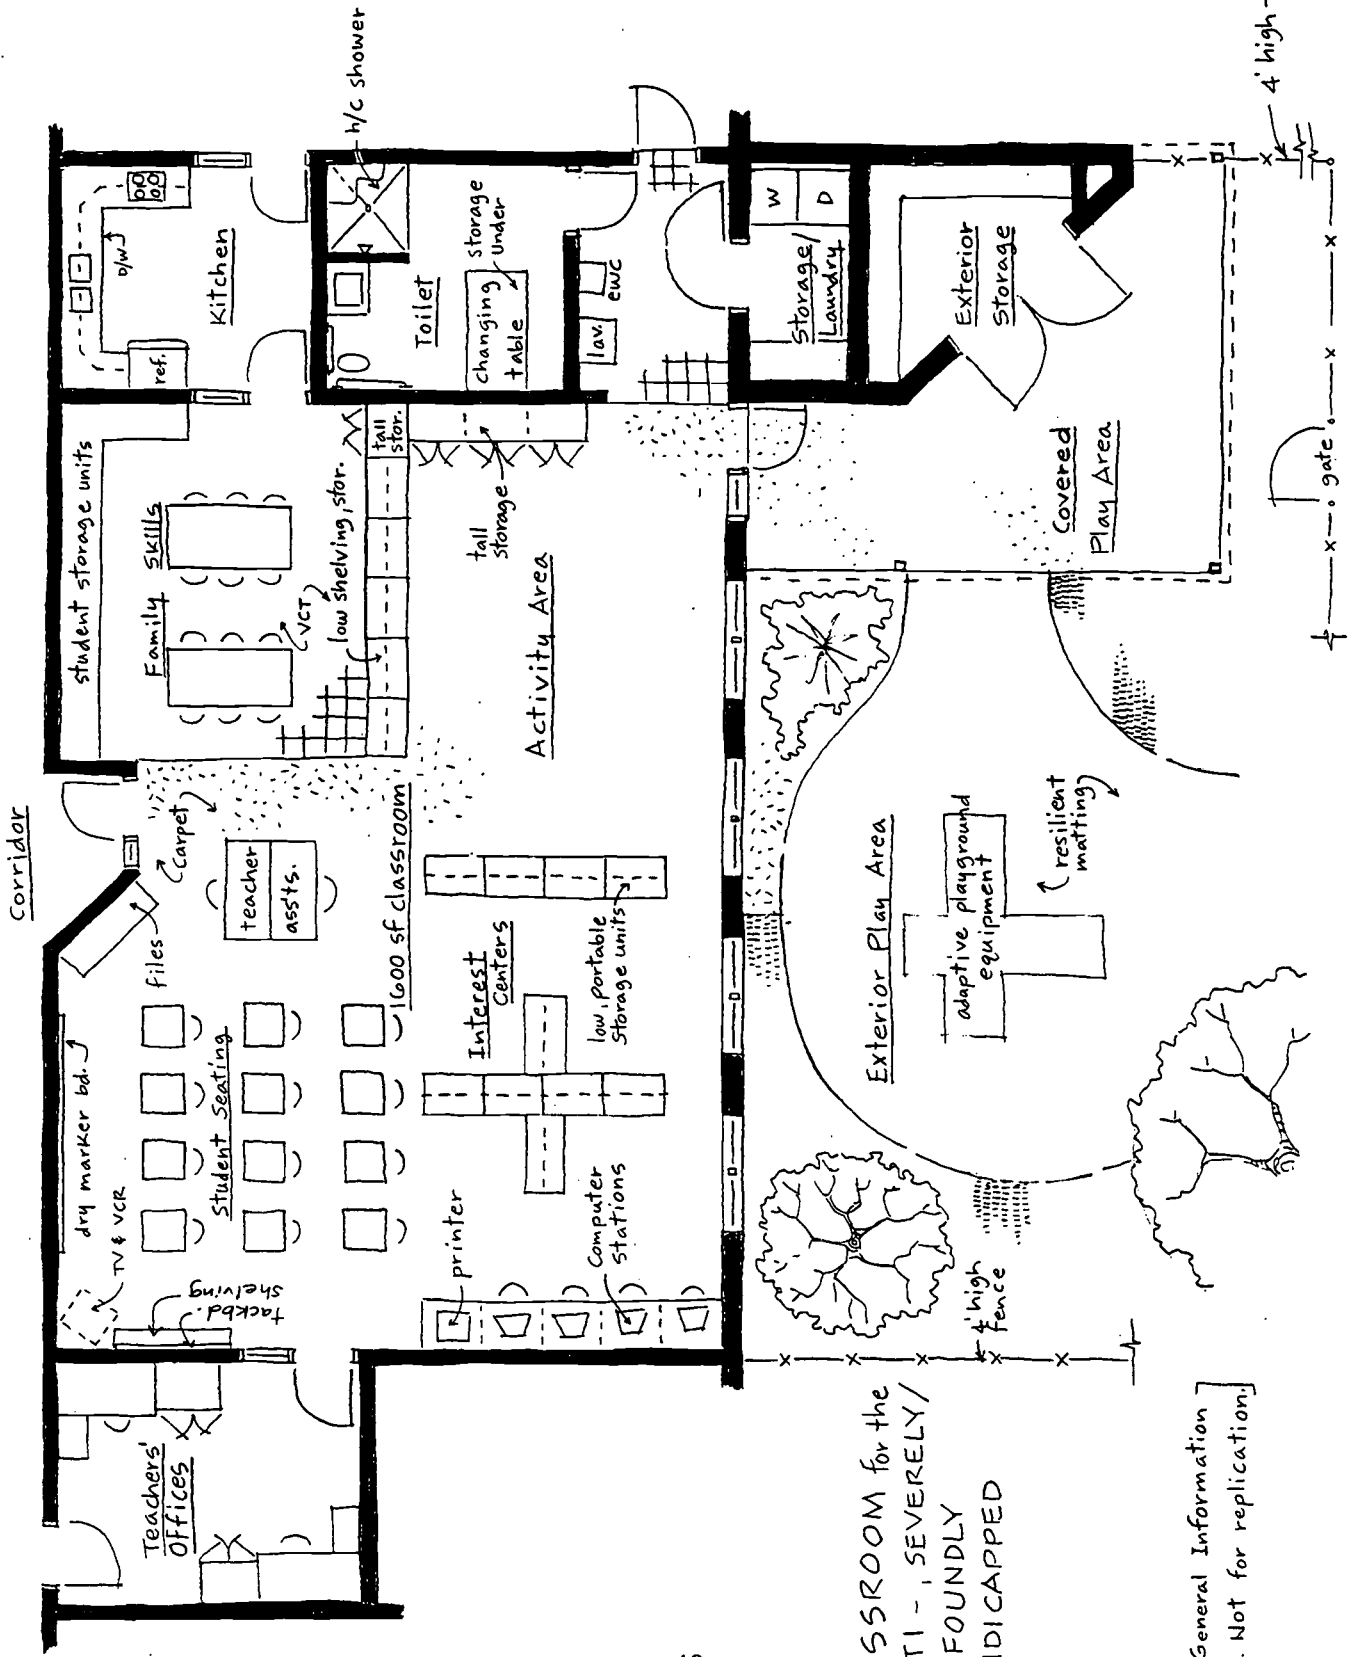 Corridor
student storage units
Family Skills
VCT
low shelving, stor.
tall
stor.
ref.
D/W
Kitchen
h/c shower
Toilet
changing
table
storage
under
tall
storage
lav.
ewc
W
D
Storage/
Laundry
Exterior
Storage
Covered
Play Area
gate
4' high
Activity Area
carpet
teacher
ass'ts.
files
1600 sf classroom
dry marker bd.
Student Seating
TV & VCR
tackbd.
shelving
Interest
Centers
low, portable
storage units
printer
Computer
Stations
Teachers'
Offices
Exterior Play Area
adaptive playground
equipment
resilient
matting
4' high
fence
SSROOM for the
TI-, SEVERELY/
FOUNDLY
DICAPPED
General Information
. Not for replication.